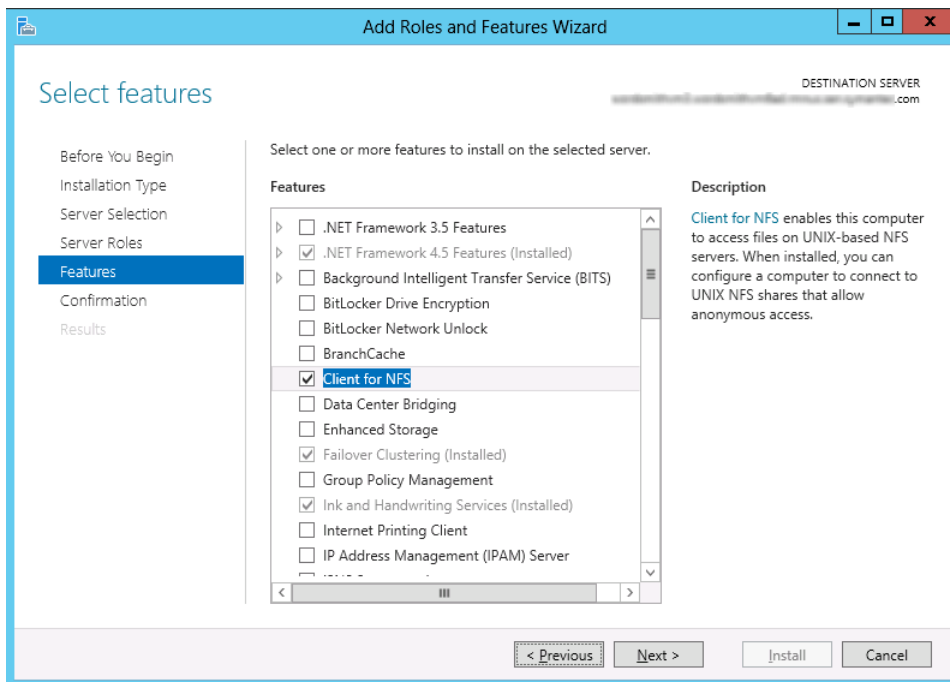 Add Roles and Features Wizard
Select features
DESTINATION SERVER
.com
Before You Begin
Installation Type
Server Selection
Server Roles
Features
Confirmation
Results
Select one or more features to install on the selected server.
Features
.NET Framework 3.5 Features
.NET Framework 4.5 Features (Installed)
Background Intelligent Transfer Service (BITS)
BitLocker Drive Encryption
BitLocker Network Unlock
BranchCache
Client for NFS
Data Center Bridging
Enhanced Storage
Failover Clustering (Installed)
Group Policy Management
Ink and Handwriting Services (Installed)
Internet Printing Client
IP Address Management (IPAM) Server
Description
Client for NFS enables this computer
to access files on UNIX-based NFS
servers. When installed, you can
configure a computer to connect to
UNIX NFS shares that allow
anonymous access.
< Previous
Next >
Install
Cancel